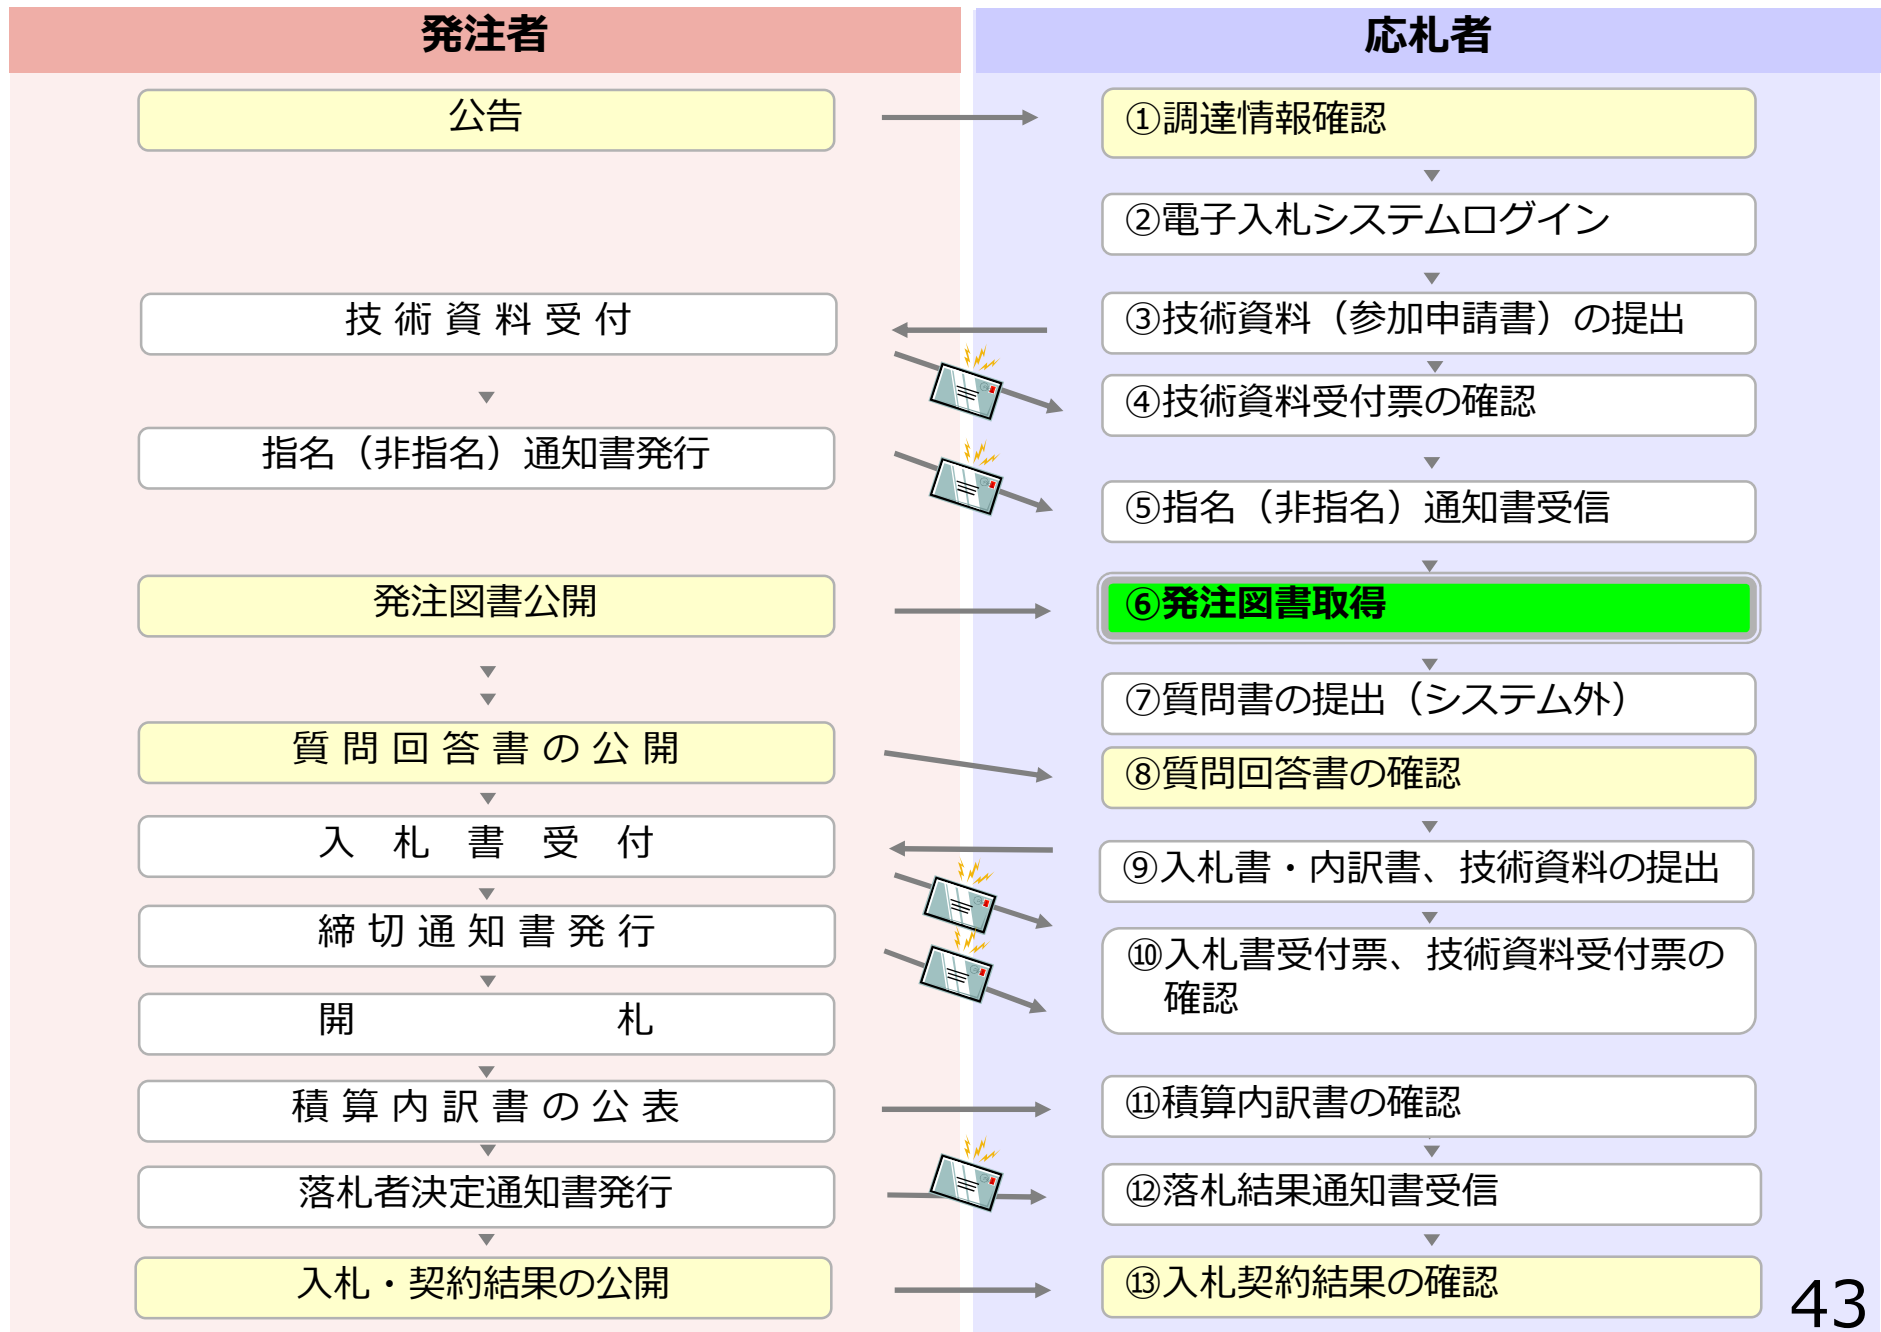 発注者
応札者
公告
①調達情報確認
②電子入札システムログイン
技術資料受付
③技術資料（参加申請書）の提出
④技術資料受付票の確認
指名（非指名）通知書発行
⑤指名（非指名）通知書受信
発注図書公開
⑥発注図書取得
⑦質問書の提出（システム外）
質問回答書の公開
⑧質問回答書の確認
入札書受付
⑨入札書・内訳書、技術資料の提出
締切通知書発行
⑩入札書受付票、技術資料受付票の
確認
開札
積算内訳書の公表
⑪積算内訳書の確認
落札者決定通知書発行
⑫落札結果通知書受信
入札・契約結果の公開
⑬入札契約結果の確認
43